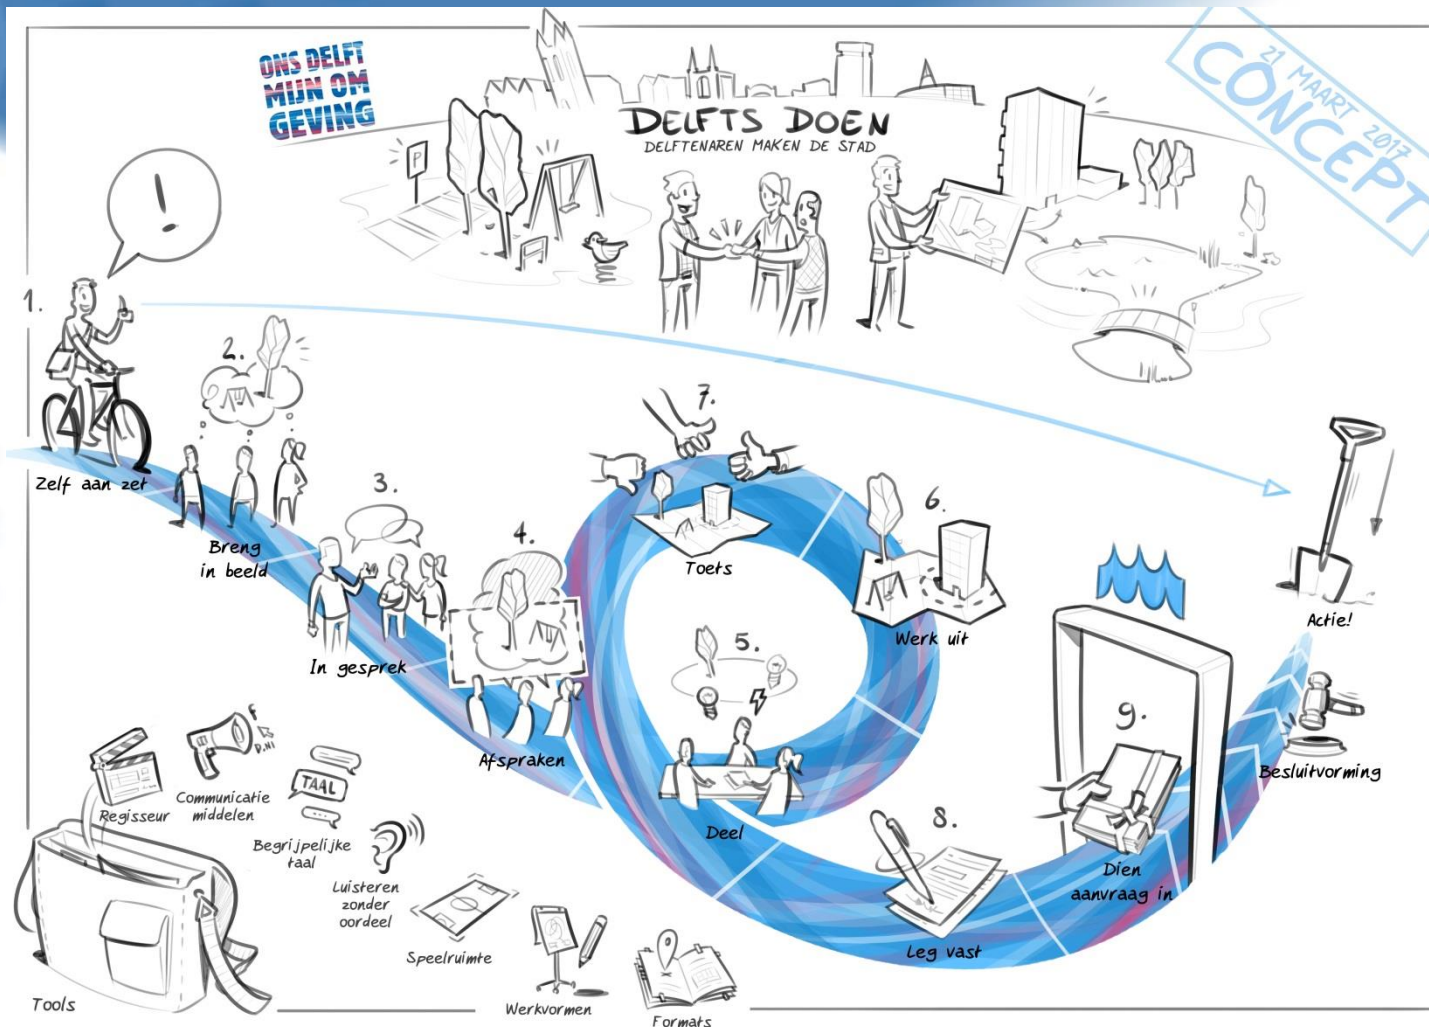 ONS DELFT
MIJN OM
GEVING
DELFTS DOEN
DELFTENAREN MAKEN DE STAD
21 MAART 2017
CONCEPT
P
!
1.
Zelf aan zet
2.
Breng
in beeld
3.
In gesprek
4.
Afspraken
5.
Deel
6.
Werk uit
7.
Toets
8.
Leg vast
9.
Dien
aanvraag in
Besluitvorming
Actie!
Regisseur
Communicatie
middelen
TAAL
Begrijpelijke
taal
Luisteren
zonder
oordeel
Speelruimte
Werkvormen
Formats
Tools